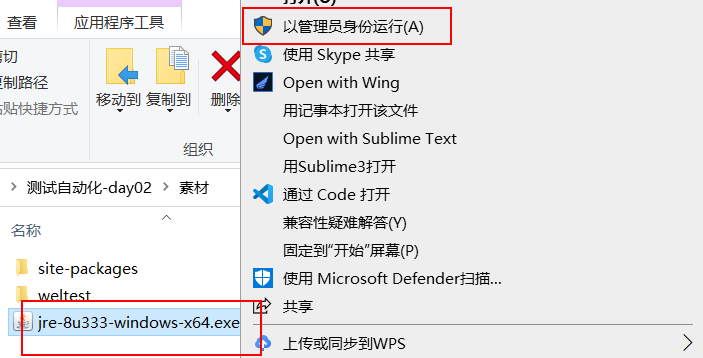 查看
应用程序工具
剪切
复制路径
粘贴快捷方式
移动到
复制到
删除
组织
测试自动化-day02
素材
名称
site-packages
weltest
jre-8u333-windows-x64.exe
打开(O)
以管理员身份运行(A)
使用 Skype 共享
Open with Wing
用记事本打开该文件
Open with Sublime Text
用Sublime3打开
通过 Code 打开
兼容性疑难解答(Y)
固定到“开始”屏幕(P)
使用 Microsoft Defender扫描...
共享
上传或同步到WPS